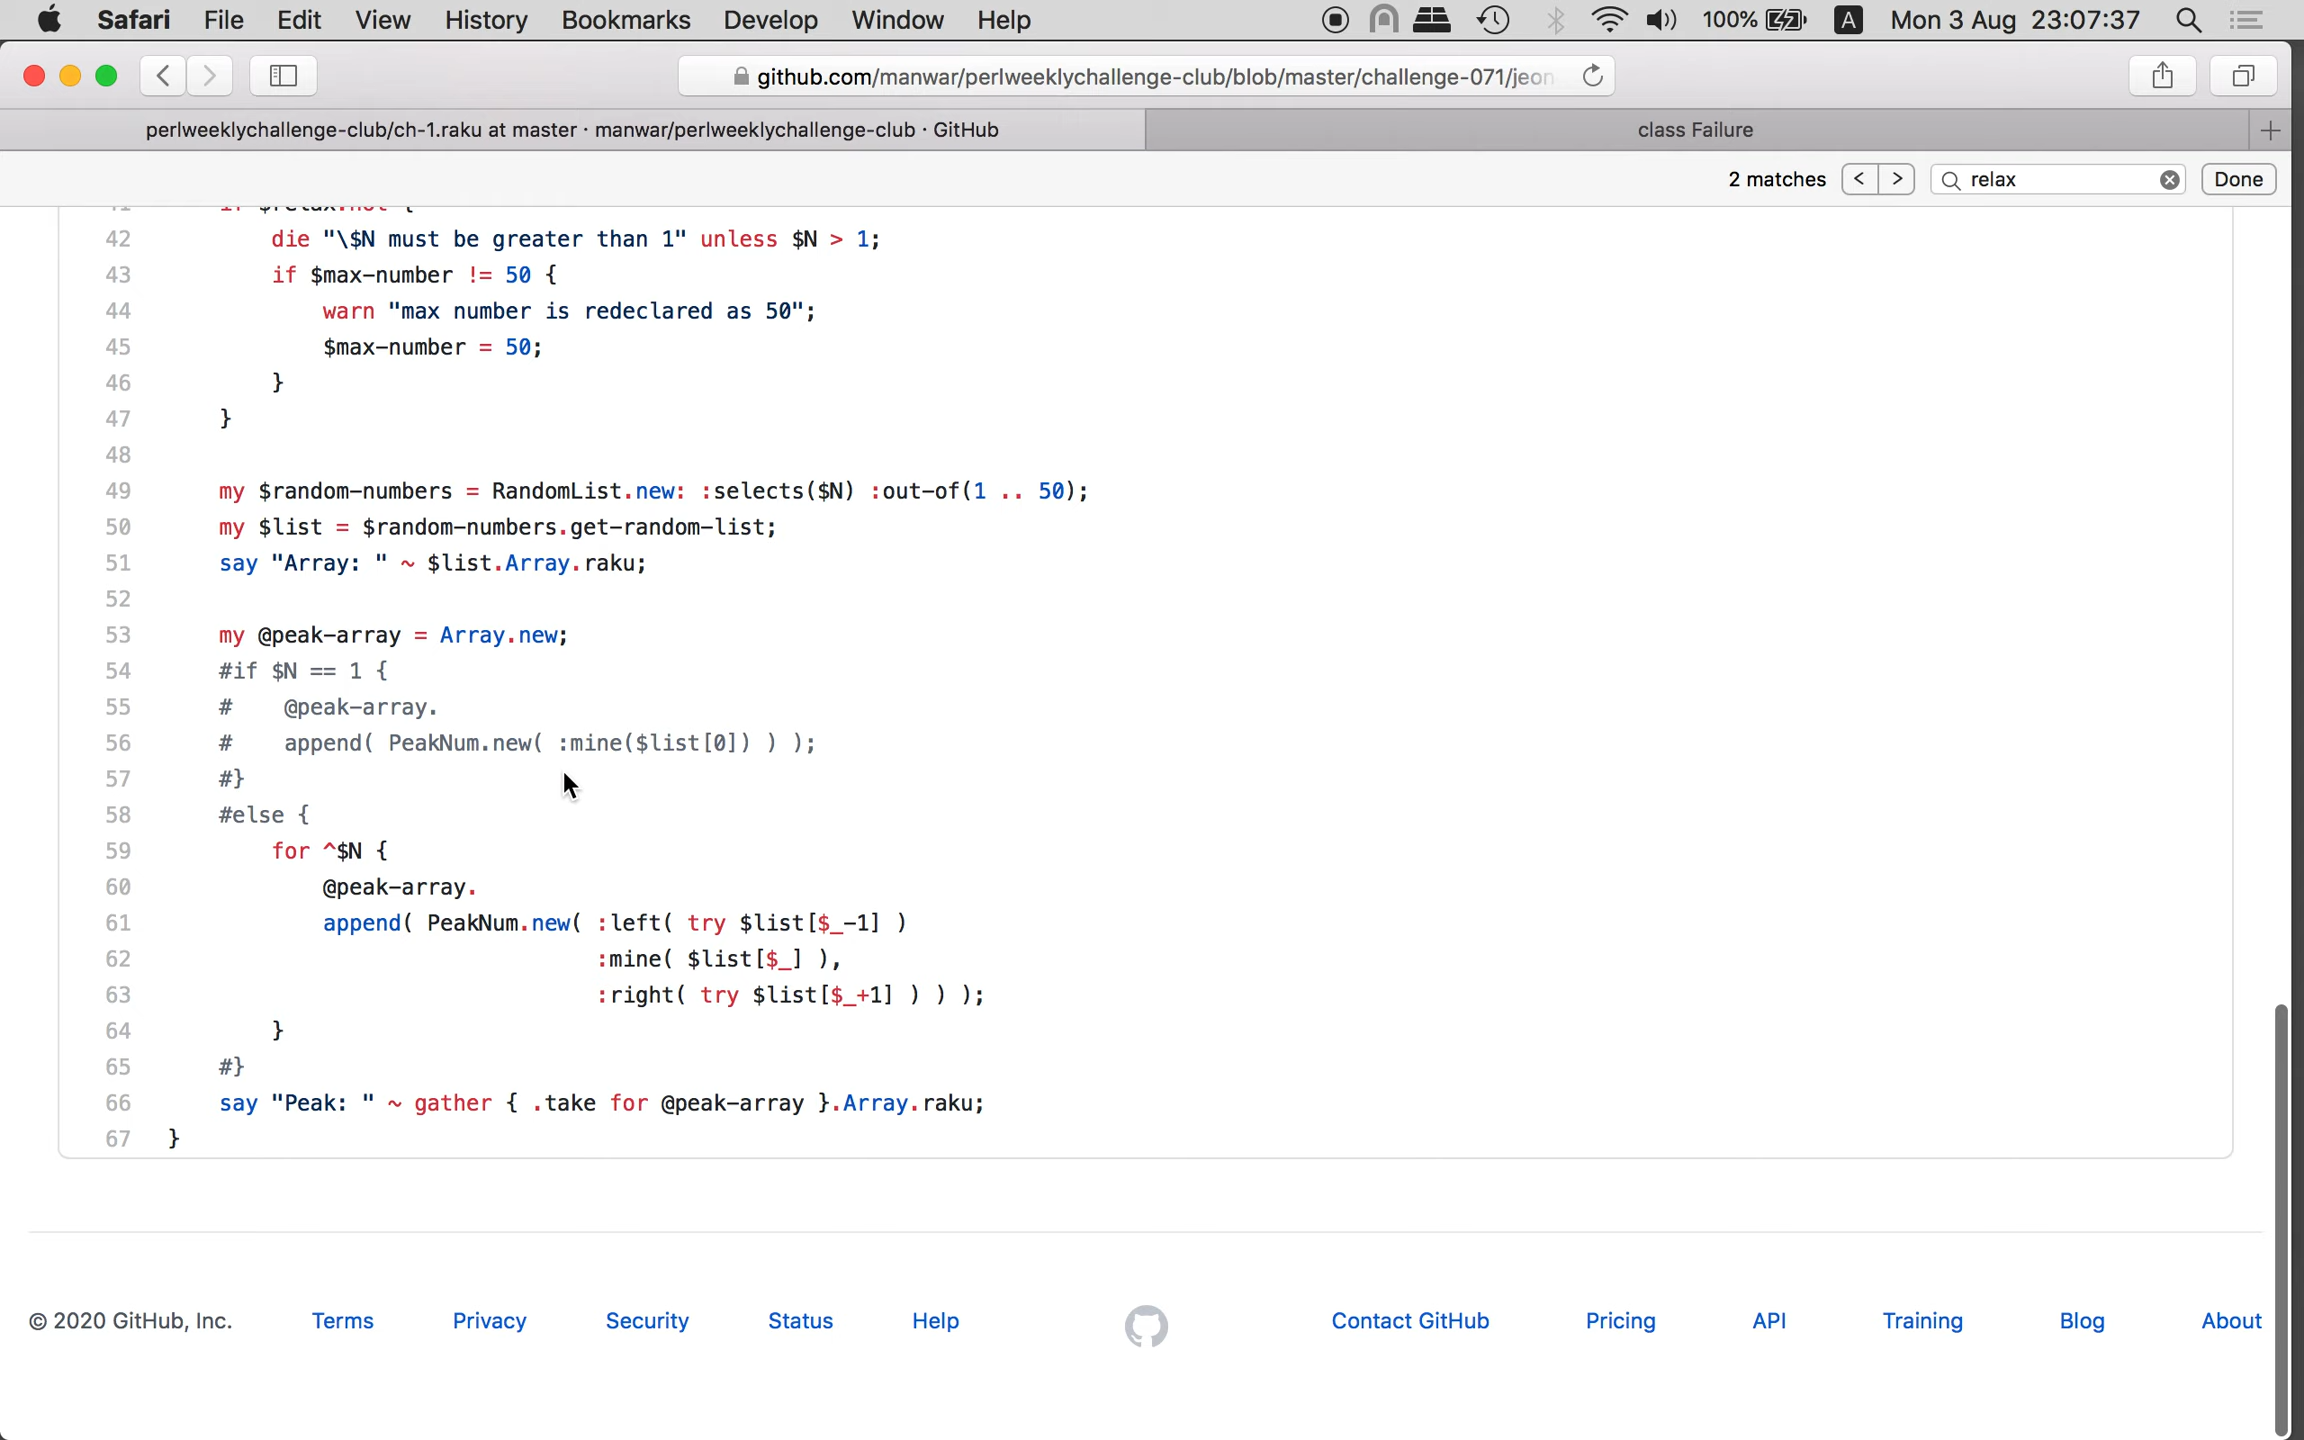 Safari File Edit View History Bookmarks Develop Window Help 100% A Mon 3 Aug 23:07:37
github.com/manwar/perlweeklychallenge-club/blob/master/challenge-071/jeon
perlweeklychallenge-club/ch-1.raku at master · manwar/perlweeklychallenge-club · GitHub class Failure
2 matches < > relax Done
42 die "\$N must be greater than 1" unless $N > 1;
43 if $max-number != 50 {
44 warn "max number is redeclared as 50";
45 $max-number = 50;
46 }
47 }
48
49 my $random-numbers = RandomList.new: :selects($N) :out-of(1 .. 50);
50 my $list = $random-numbers.get-random-list;
51 say "Array: " ~ $list.Array.raku;
52
53 my @peak-array = Array.new;
54 #if $N == 1 {
55 # @peak-array.
56 # append( PeakNum.new( :mine($list[0]) ) );
57 #}
58 #else {
59 for ^$N {
60 @peak-array.
61 append( PeakNum.new( :left( try $list[$_-1] )
62 :mine( $list[$_] ),
63 :right( try $list[$_+1] ) ) );
64 }
65 #}
66 say "Peak: " ~ gather { .take for @peak-array }.Array.raku;
67 }
© 2020 GitHub, Inc. Terms Privacy Security Status Help Contact GitHub Pricing API Training Blog About